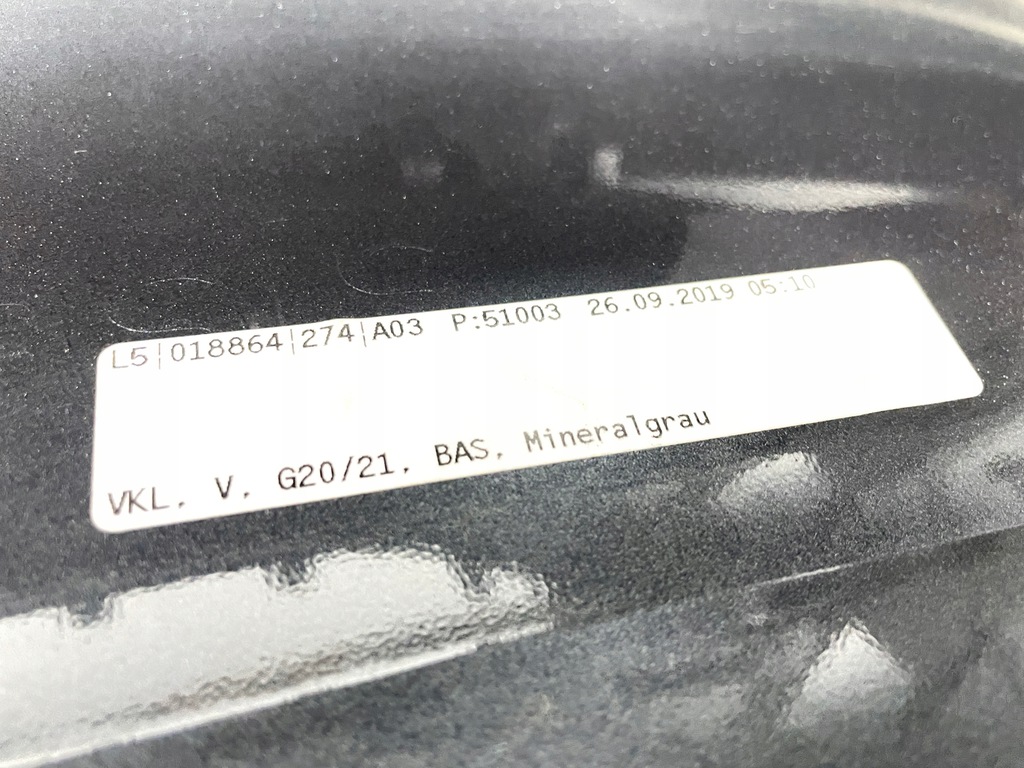 L5|018864|274|A03 P:51003 26.09.2019 05:10
VKL, V, G20/21, BAS, Mineralgrau